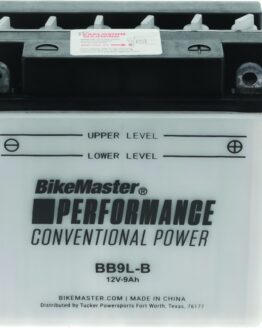 EXPLOSION
UPPER LEVEL
LOWER LEVEL
BikeMaster®
PERFORMANCE
CONVENTIONAL POWER
BB9L-B
12V-9Ah
BIKEMASTER.COM ■ MADE IN CHINA
Distributed by Tucker Powersports Fort Worth, Texas, 76177